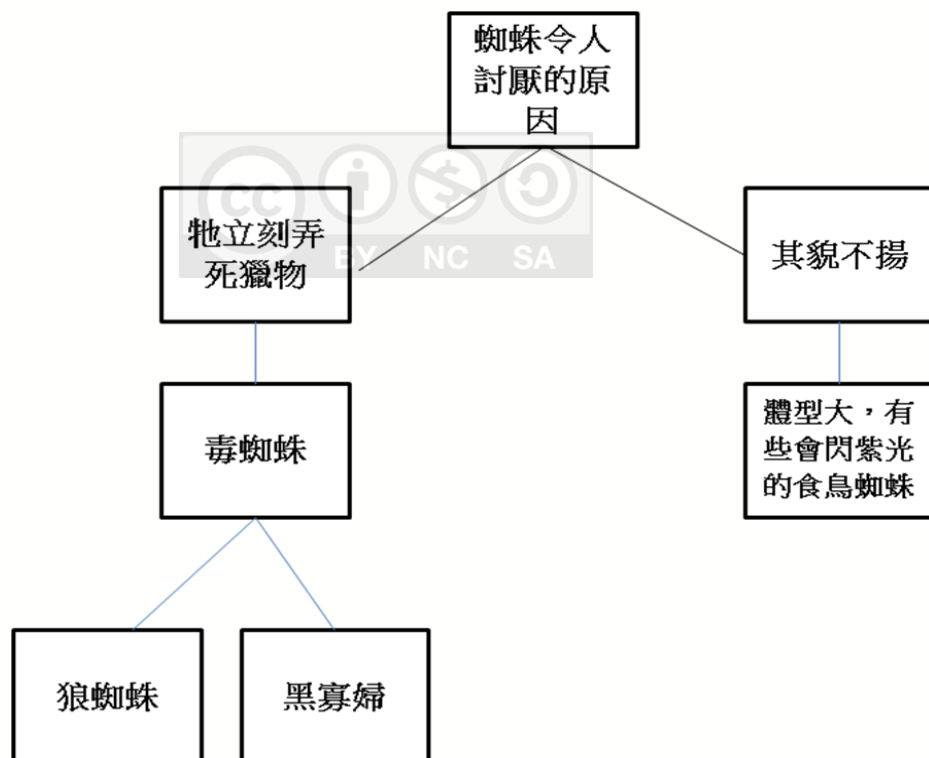 蜘蛛令人
討厭的原
因
cc
BY NC SA
牠立刻弄
死獵物
其貌不揚
毒蜘蛛
體型大，有
些會閃紫光
的食鳥蜘蛛
狼蜘蛛
黑寡婦